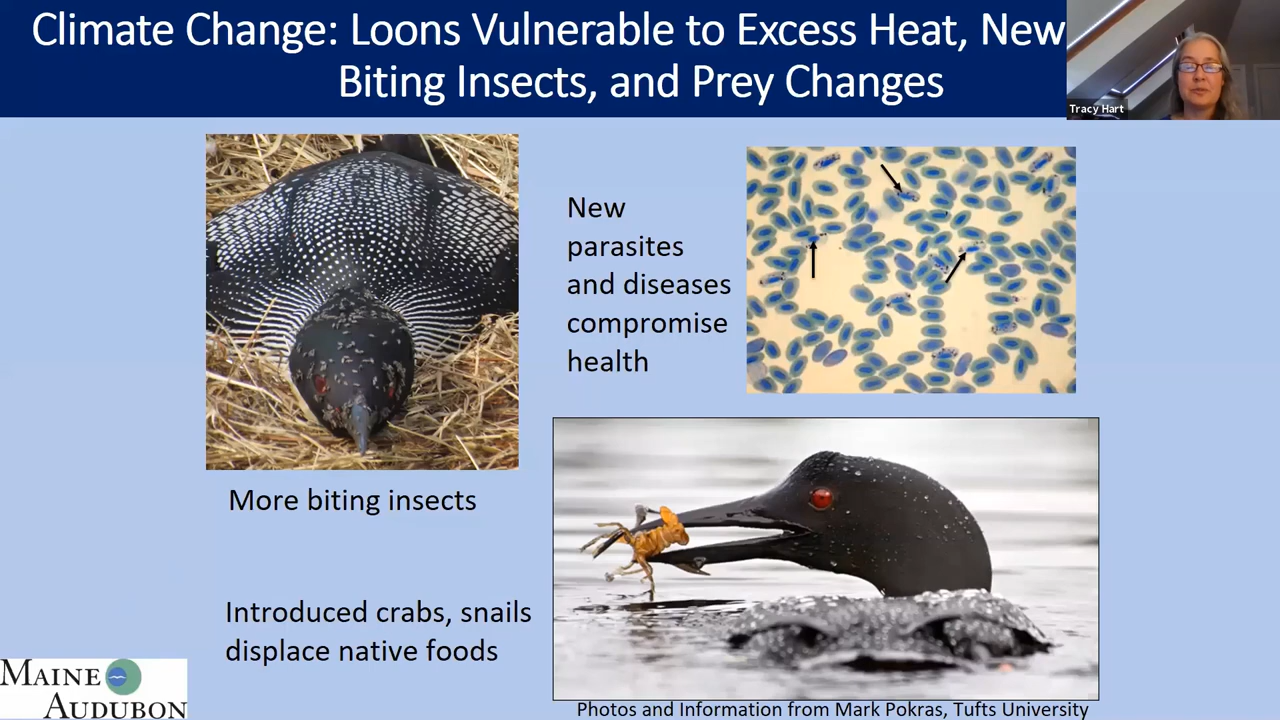 Climate Change: Loons Vulnerable to Excess Heat, New
Biting Insects, and Prey Changes
Tracy Hart
New
parasites
and diseases
compromise
health
More biting insects
Introduced crabs, snails
displace native foods
MAINE
AUDUBON
Photos and Information from Mark Pokras, Tufts University